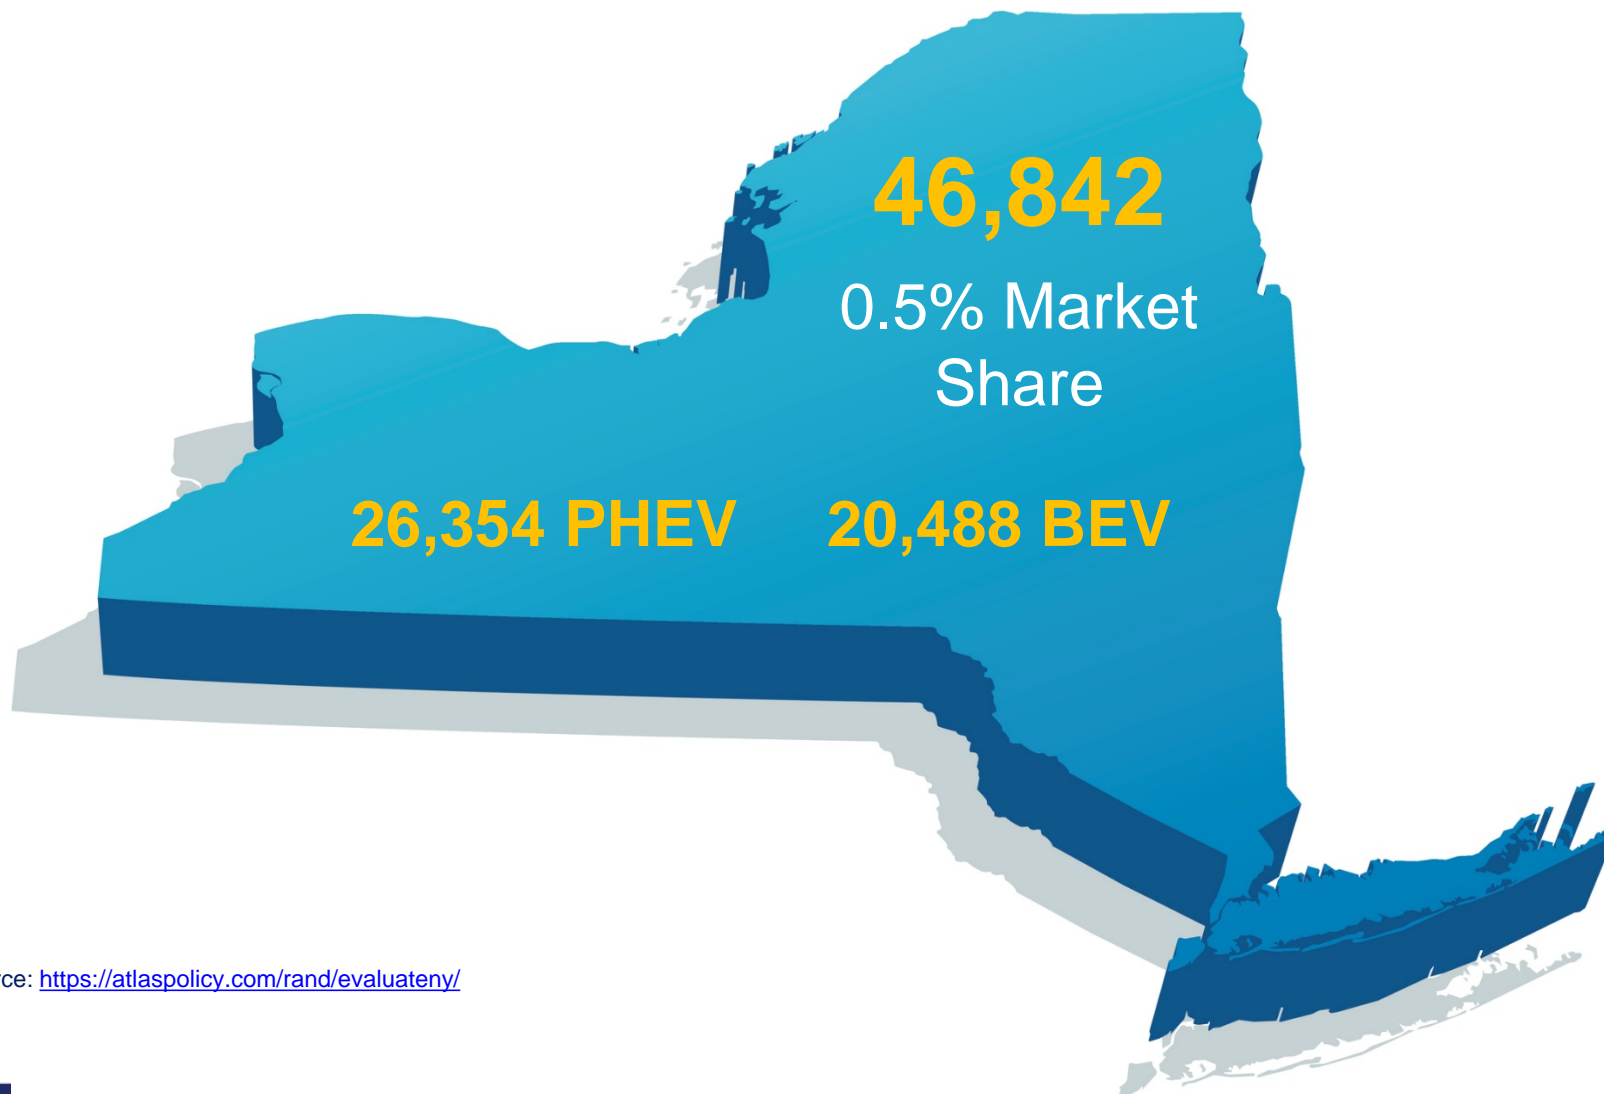 46,842
0.5% Market
Share
26,354 PHEV 20,488 BEV
rce: https://atlaspolicy.com/rand/evaluateny/